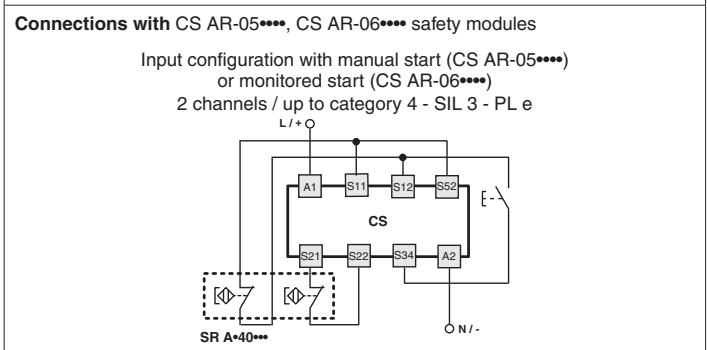 Connections with CS AR-05••••, CS AR-06•••• safety modules
Input configuration with manual start (CS AR-05••••)
or monitored start (CS AR-06••••)
2 channels / up to category 4 - SIL 3 - PL e
L / +
A1 S11 S12 S52
CS
S21 S22 S34 A2
SR A•40•••
N / -